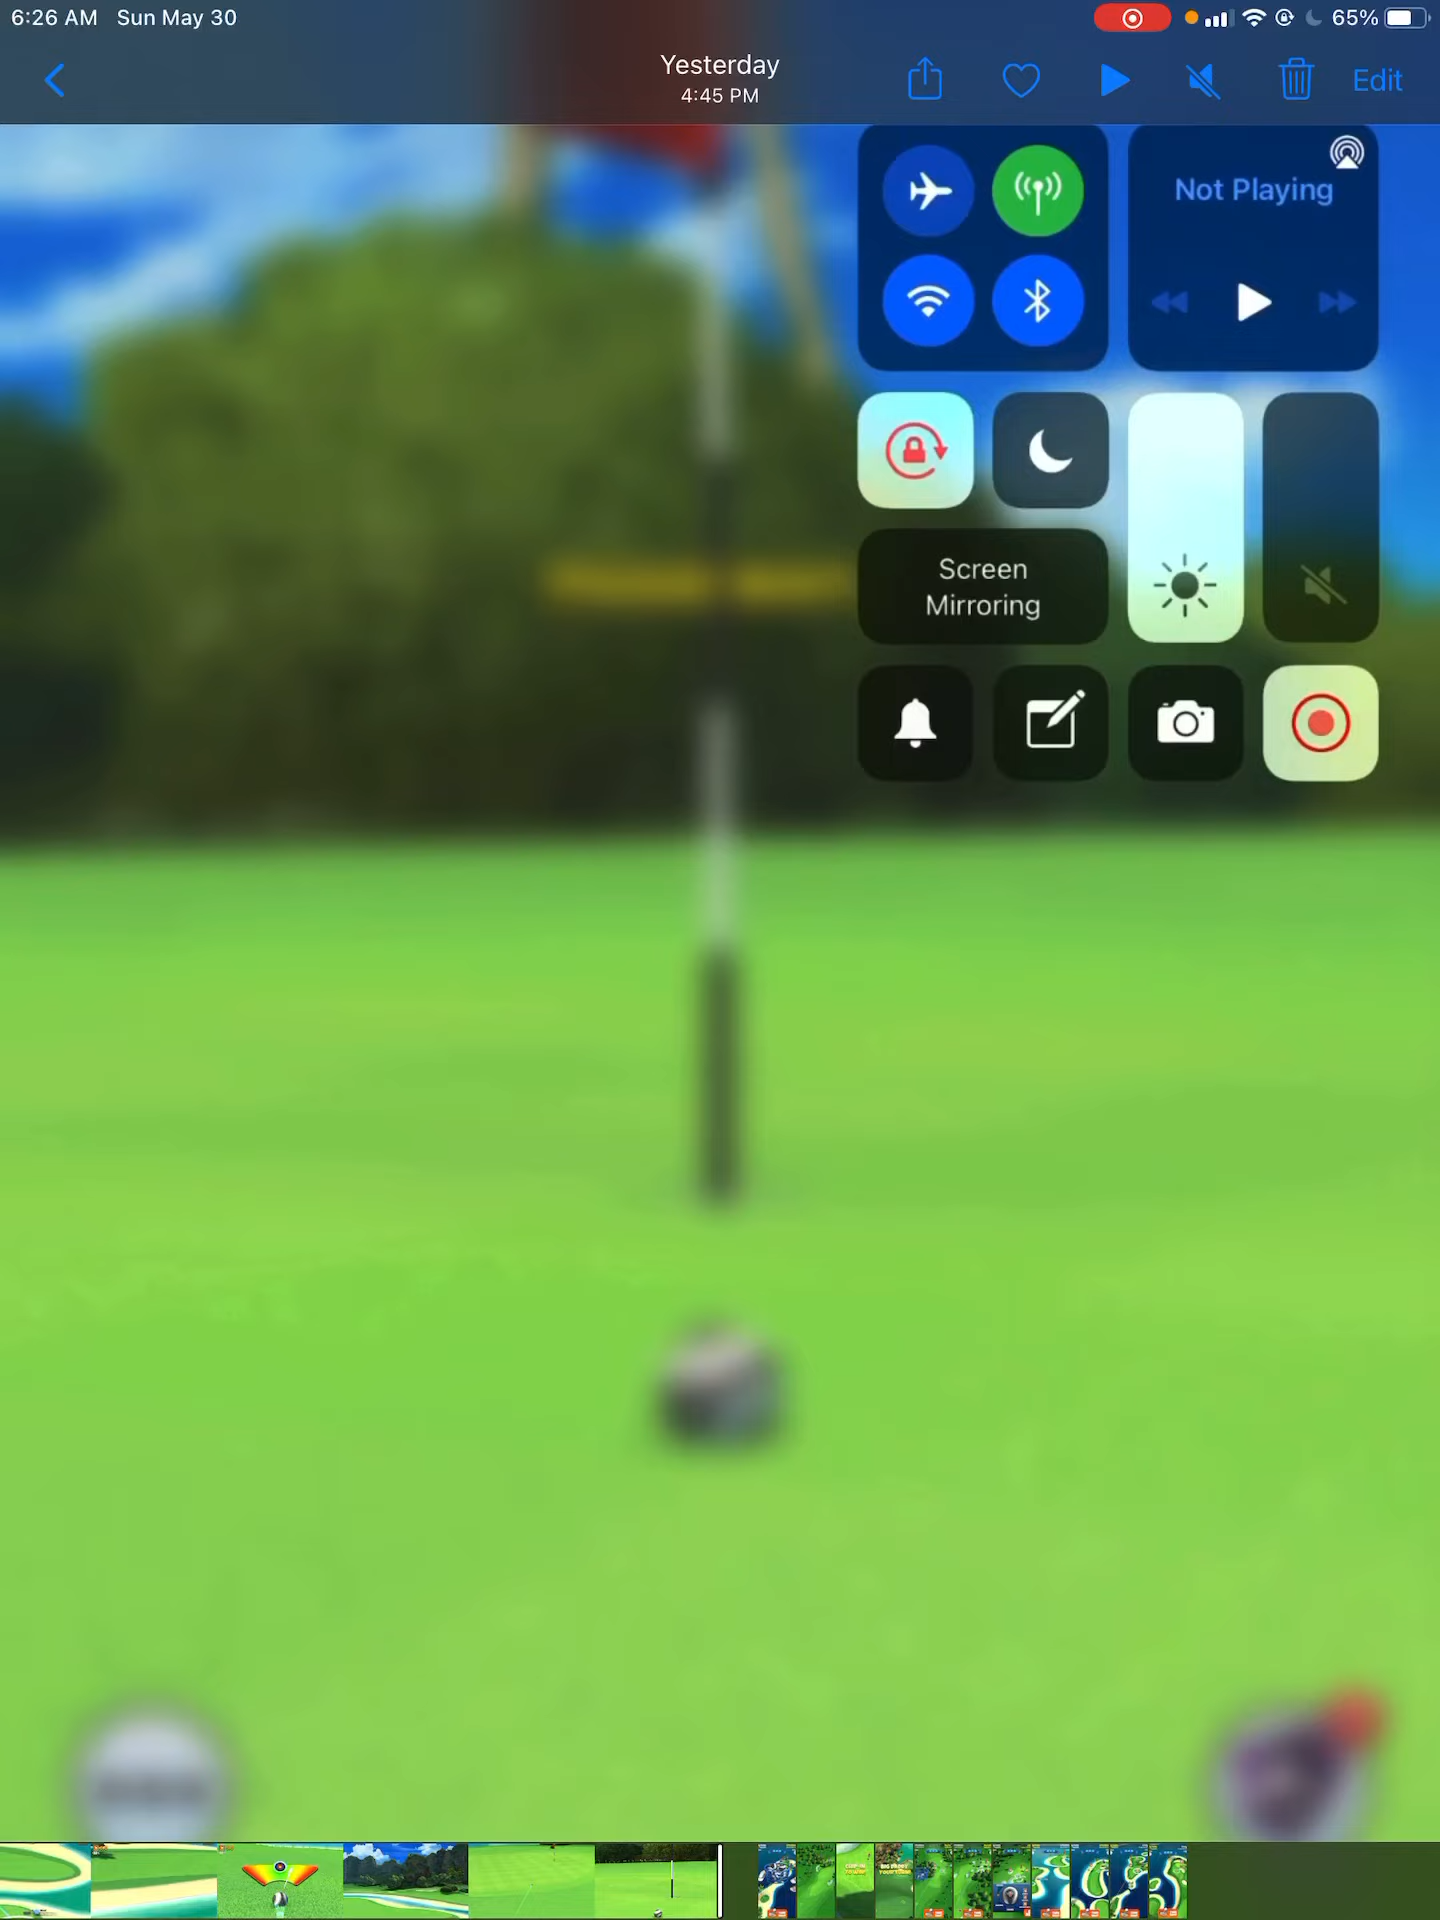 6:26 AM Sun May 30
65%
Yesterday
4:45 PM
Edit
Not Playing
Screen
Mirroring